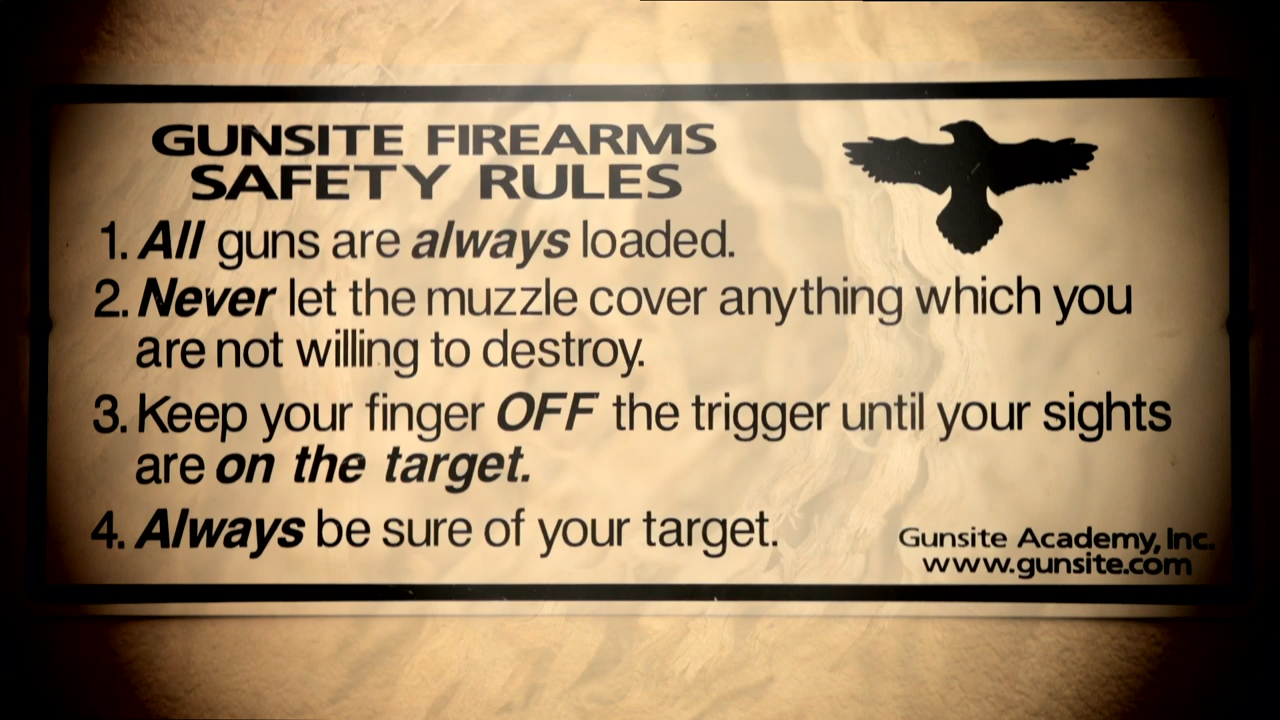 GUNSITE FIREARMS
SAFETY RULES
1. All guns are always loaded.
2. Never let the muzzle cover anything which you
are not willing to destroy.
3. Keep your finger OFF the trigger until your sights
are on the target.
4. Always be sure of your target.
Gunsite Academy, Inc.
www.gunsite.com